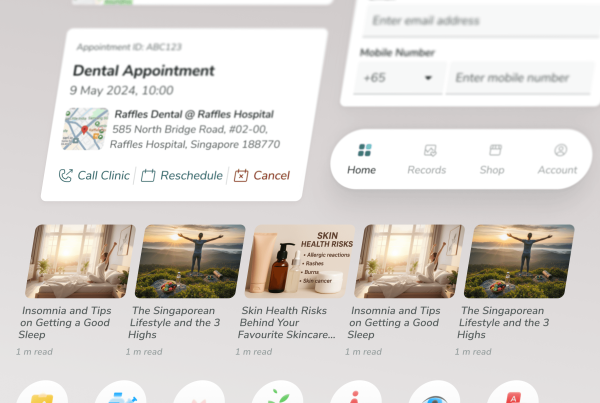 Enter email address
Mobile Number
+65
Enter mobile number
Appointment ID: ABC123
Dental Appointment
9 May 2024, 10:00
Raffles Dental @ Raffles Hospital
585 North Bridge Road, #02-00,
Raffles Hospital, Singapore 188770
Call Clinic
Reschedule
Cancel
Home
Records
Shop
Account
SKIN
HEALTH RISKS
• Allergic reactions
• Rashes
• Burns
• Skin cancer
Insomnia and Tips
on Getting a Good
Sleep
1 m read
The Singaporean
Lifestyle and the 3
Highs
1 m read
Skin Health Risks
Behind Your
Favourite Skincare...
1 m read
Insomnia and Tips
on Getting a Good
Sleep
1 m read
The Singaporean
Lifestyle and the 3
Highs
1 m read
A